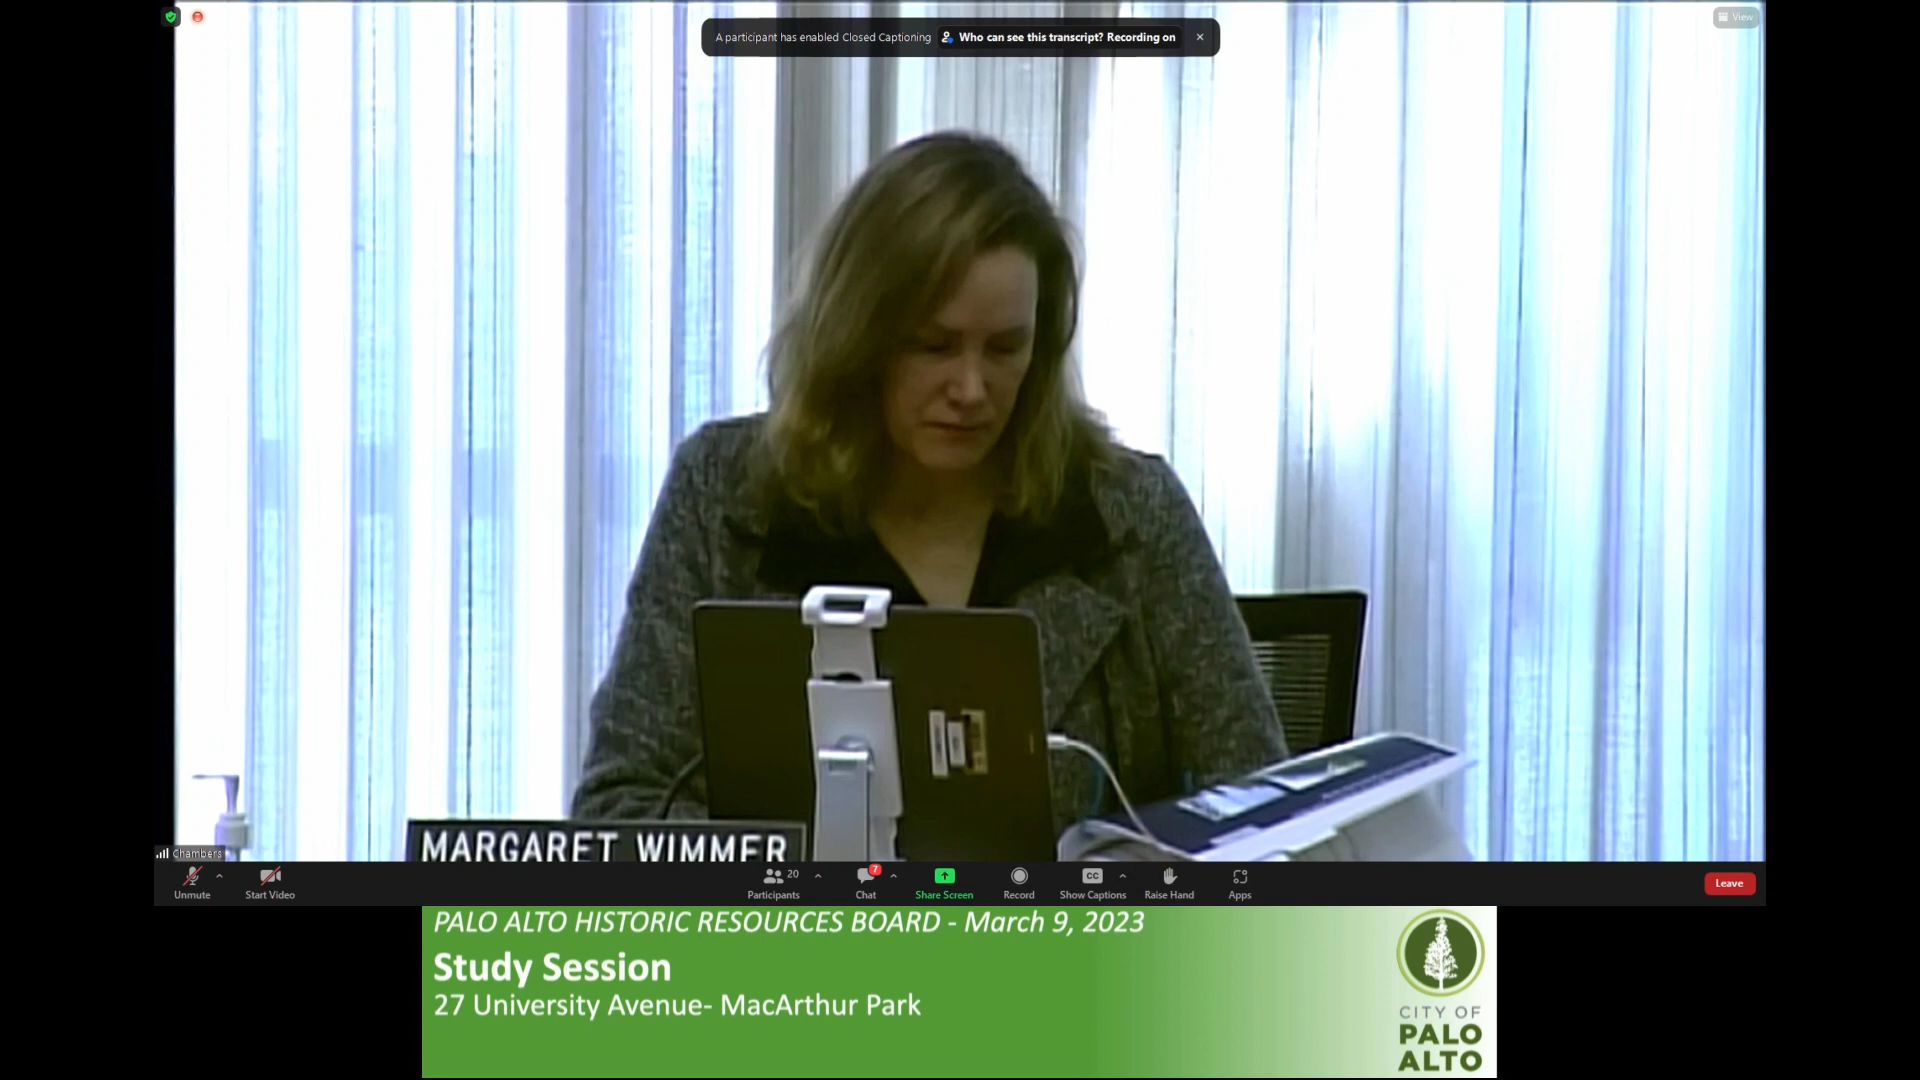 View
A participant has enabled Closed Captioning Who can see this transcript? Recording on
MARGARET WIMMER
Chambers
20
7
CC
Unmute
Start Video
Participants
Chat
Share Screen
Record
Show Captions
Raise Hand
Apps
Leave
PALO ALTO HISTORIC RESOURCES BOARD - March 9, 2023
Study Session
27 University Avenue- MacArthur Park
CITY OF
PALO
ALTO